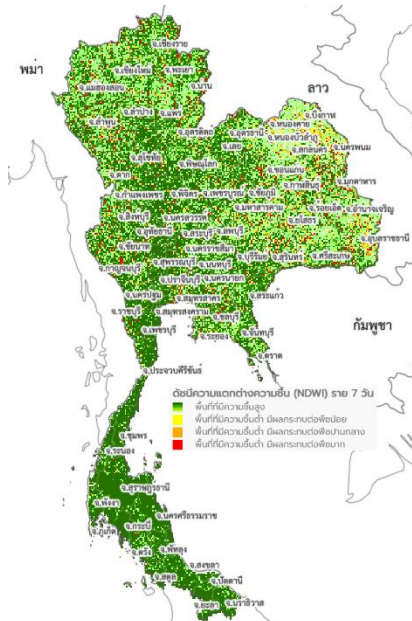 จ.เชียงราย
พม่า
ลาว
จ.เชียงใหม่
จ.พะเยา
จ.แม่ฮ่องสอน
จ.น่าน
จ.บึงกาฬ
จ.ลำปาง
จ.แพร่
จ.หนองคาย
จ.ลำพูน
จ.อุตรดิตถ์
จ.อุดรธานี
จ.หนองบัวลำภู
จ.เลย
จ.สกลนคร
จ.นครพนม
จ.สุโขทัย
จ.พิษณุโลก
จ.ขอนแก่น
จ.ตาก
จ.กาฬสินธุ์
จ.มุกดาหาร
จ.กำแพงเพชร
จ.พิจิตร
จ.เพชรบูรณ์
จ.ชัยภูมิ
จ.มหาสารคาม
จ.ร้อยเอ็ด
จ.อำนาจเจริญ
จ.สิงหบุรี
จ.นครสวรรค์
จ.ยโสธร
จ.อุทัยธานี
จ.สระบุรี
จ.ลพบุรี
จ.อุบลราชธานี
จ.ชัยนาท
จ.นครราชสีมา
จ.สุพรรณบุรี
จ.นนทบุรี
จ.บุรีรัมย์
จ.สุรินทร์
จ.ศรีสะเกษ
จ.กาญจนบุรี
จ.ปราจีนบุรี
จ.นครนายก
จ.นครปฐม
จ.สมุทรสาคร
จ.สระแก้ว
จ.ราชบุรี
จ.สมุทรสงคราม
จ.ชลบุรี
กัมพูชา
จ.เพชรบุรี
จ.ระยอง
จ.จันทบุรี
จ.ตราด
จ.ประจวบคีรีขันธ์
ดัชนีความแตกต่างความชื้น (NDWI) ราย 7 วัน
พื้นที่ที่มีความชื้นสูง
พื้นที่ที่มีความชื้นต่ำ มีผลกระทบต่อพืชน้อย
พื้นที่ที่มีความชื้นต่ำ มีผลกระทบต่อพืชปานกลาง
พื้นที่ที่มีความชื้นต่ำ มีผลกระทบต่อพืชมาก
จ.ชุมพร
จ.ระนอง
จ.สุราษฎร์ธานี
จ.พังงา
จ.นครศรีธรรมราช
จ.กระบี่
จ.ภูเก็ต
จ.ตรัง
จ.พัทลุง
จ.สงขลา
จ.สตูล
จ.ปัตตานี
จ.ยะลา
จ.นราธิวาส